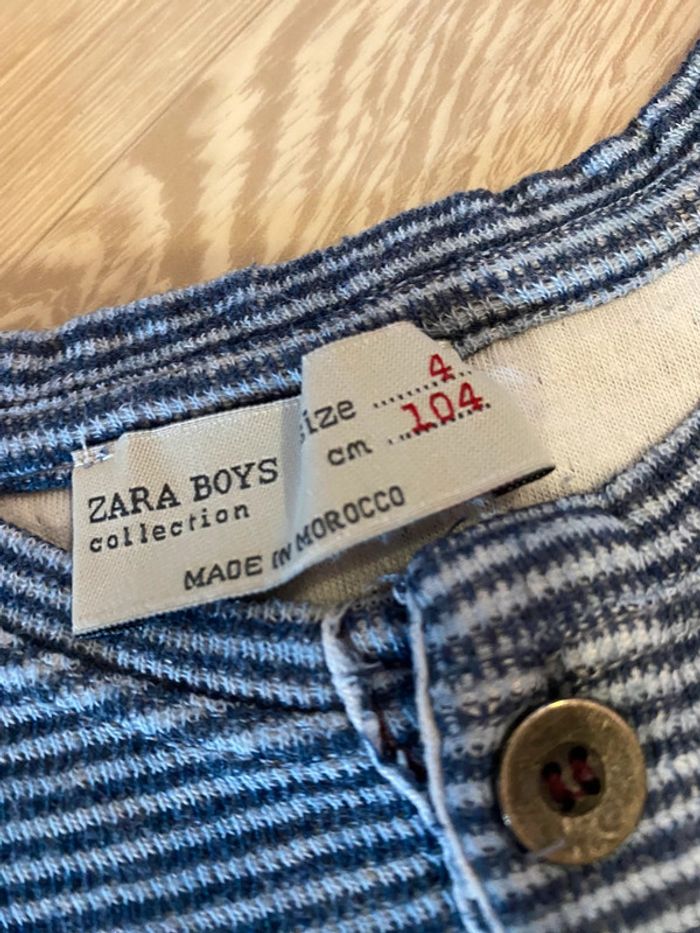 ZARA BOYS
collection
size ..... 4
cm ..... 104
MADE IN MOROCCO